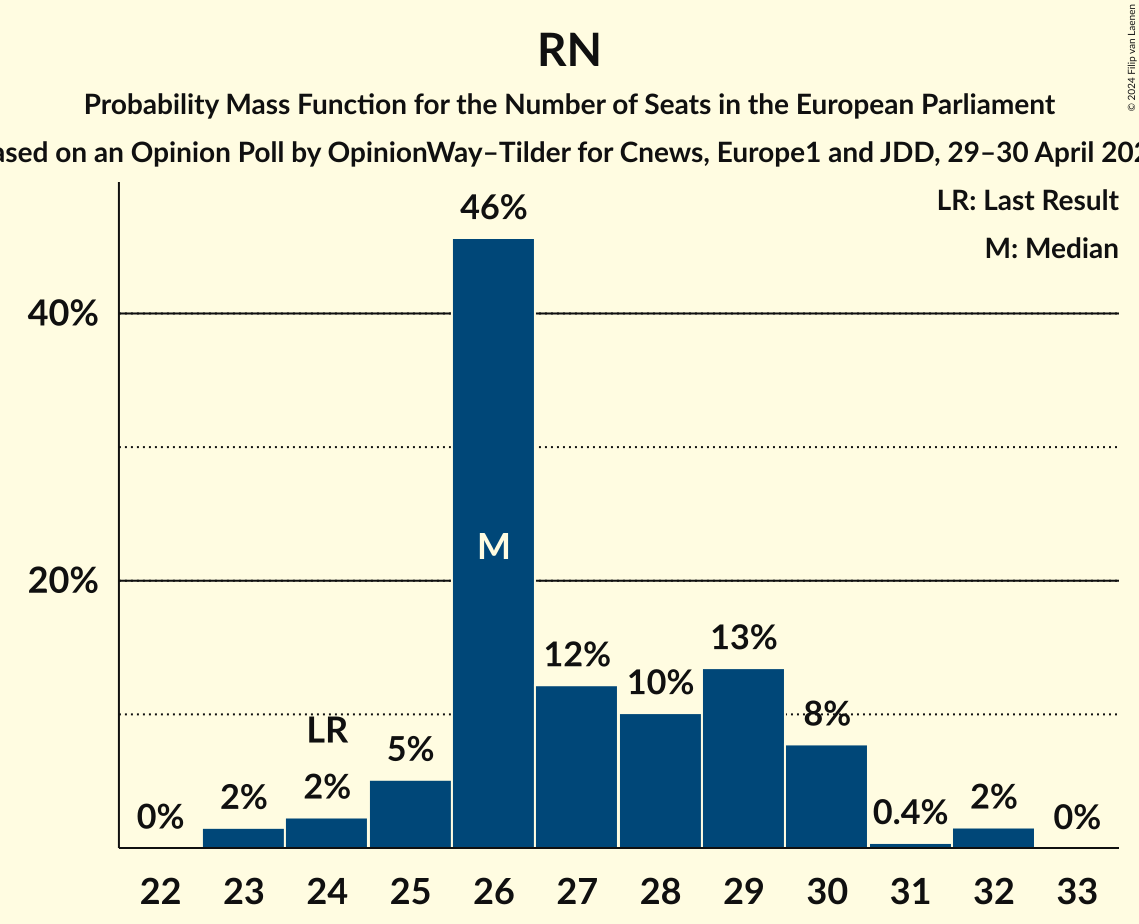 RN
Probability Mass Function for the Number of Seats in the European Parliament
ased on an Opinion Poll by OpinionWay–Tilder for Cnews, Europe1 and JDD, 29–30 April 202
© 2024 Filip van Laenen
LR: Last Result
M: Median
46%
40%
M
20%
13%
12%
10%
8%
LR
5%
2%
2%
0%
0.4%
2%
0%
22 23 24 25 26 27 28 29 30 31 32 33